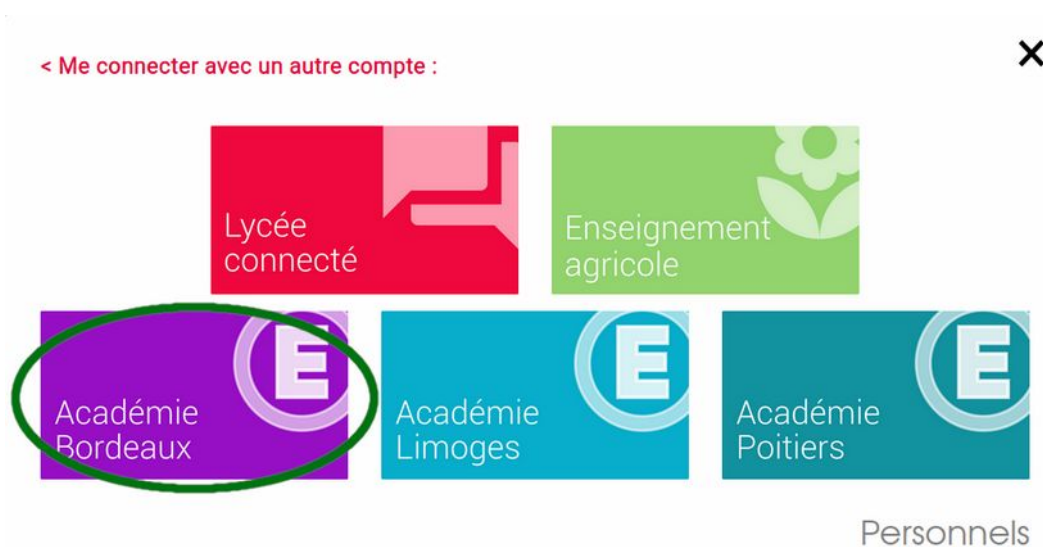 < Me connecter avec un autre compte :
X
Lycée
connecté
Enseignement
agricole
E
Académie
Bordeaux
E
Académie
Limoges
E
Académie
Poitiers
Personnels